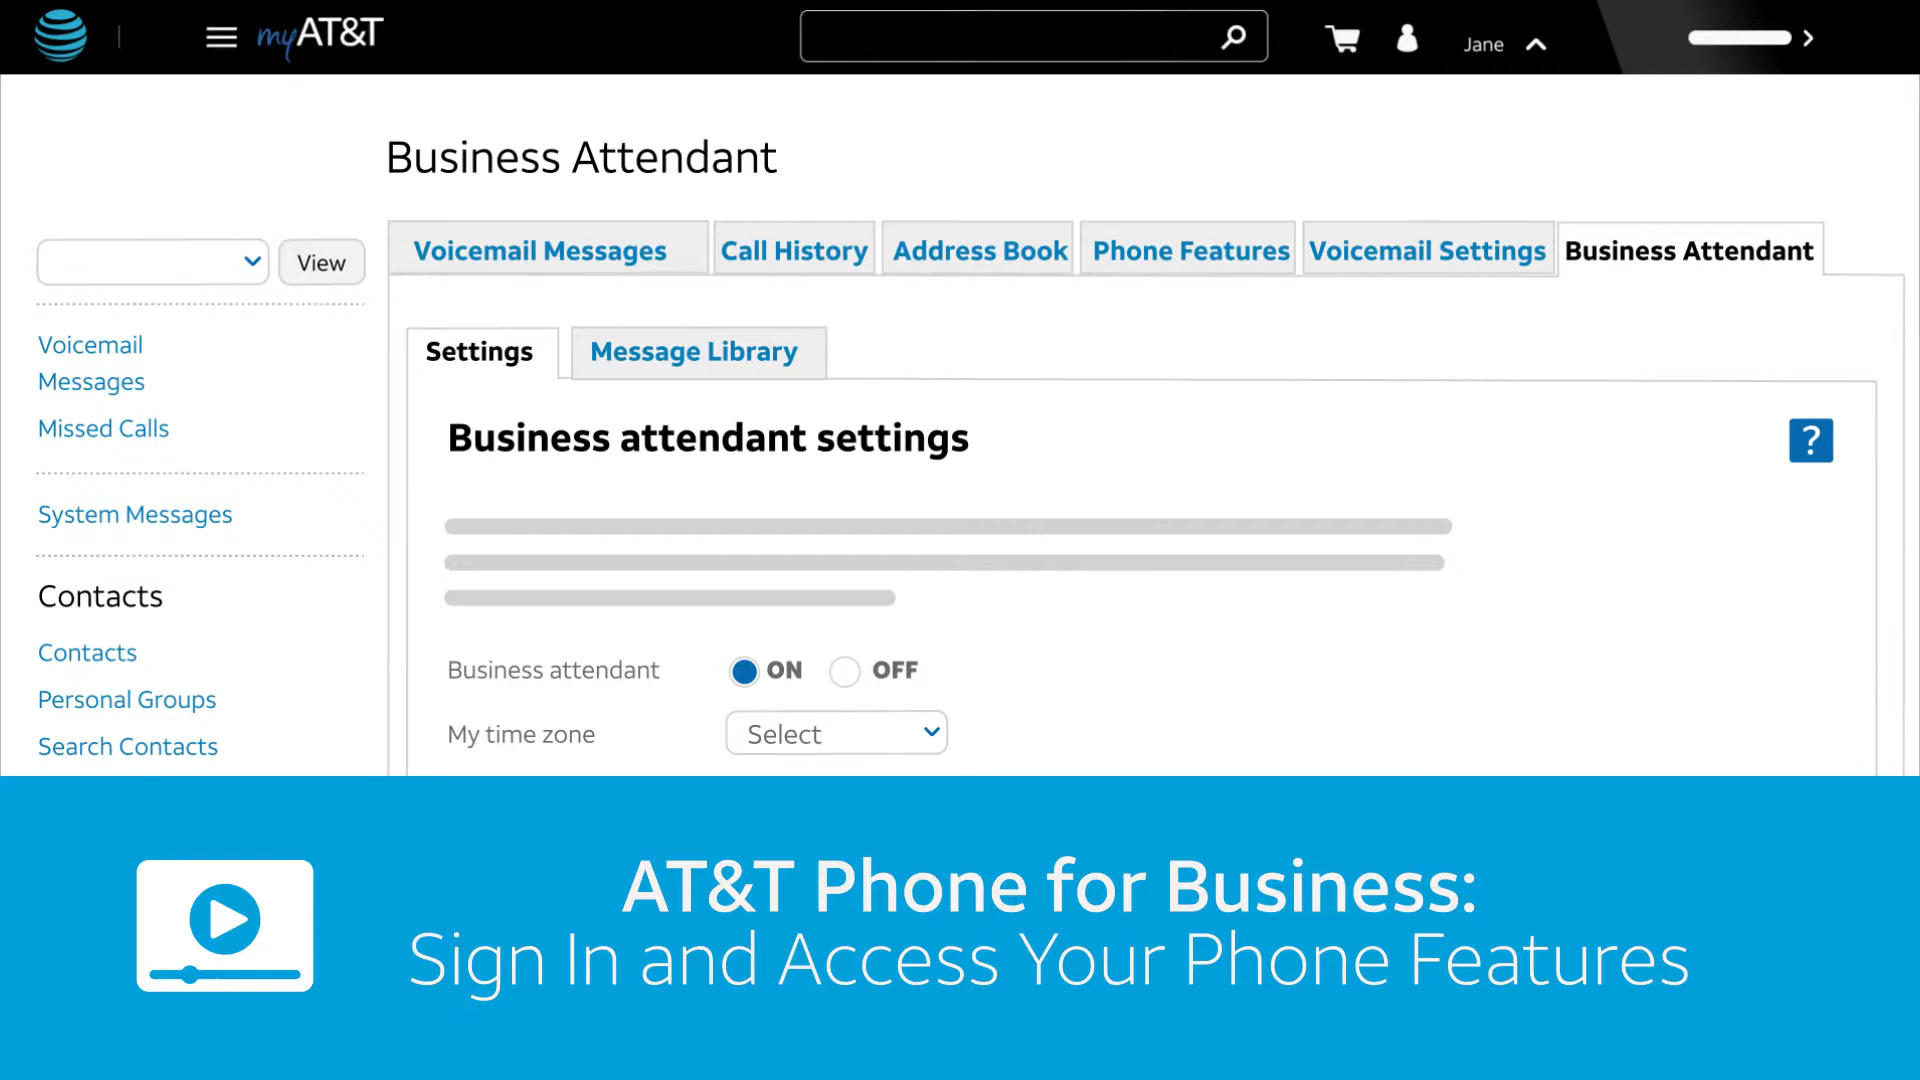 myAT&T
Jane
Business Attendant
Voicemail Messages
Call History
Address Book
Phone Features
Voicemail Settings
Business Attendant
View
Voicemail
Messages
Missed Calls
System Messages
Contacts
Contacts
Personal Groups
Search Contacts
Settings
Message Library
Business attendant settings
?
Business attendant
ON
OFF
My time zone
Select
AT&T Phone for Business:
Sign In and Access Your Phone Features